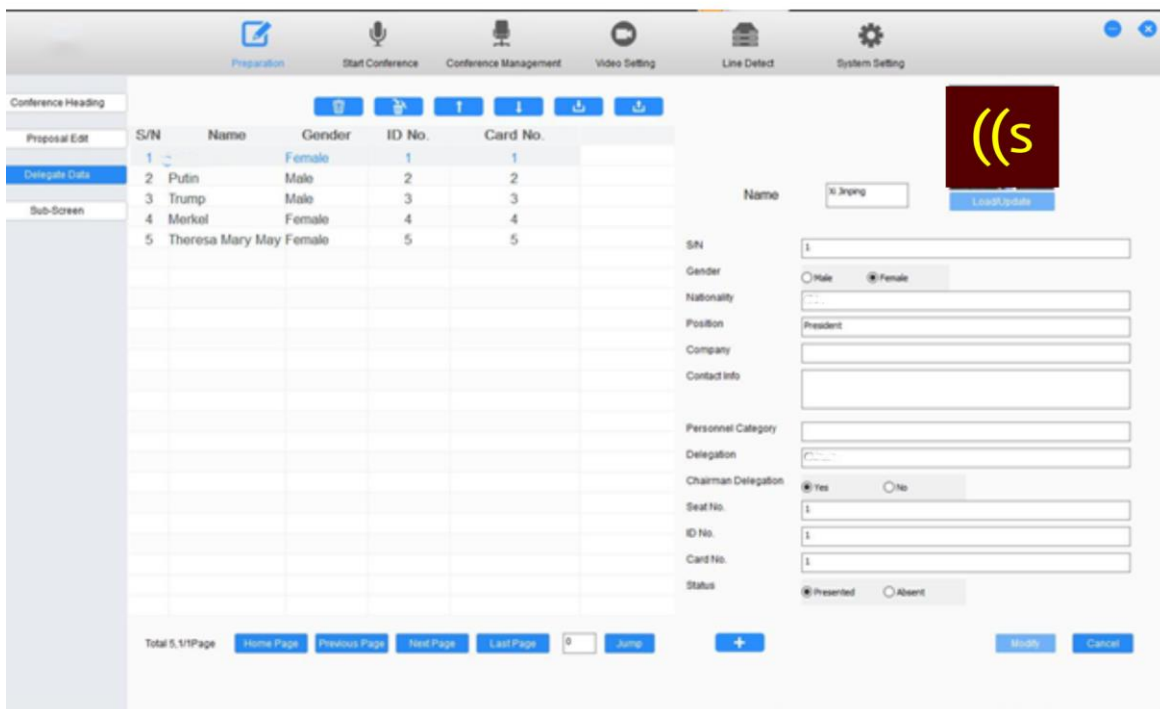 Preparation Start Conference Conference Management Video Setting Line Detect System Setting
Conference Heading
Proposal Edit
Delegate Data
Sub-Screen
S/N Name Gender ID No. Card No.
1 Female 1 1
2 Putin Male 2 2
3 Trump Male 3 3
4 Merkel Female 4 4
5 Theresa Mary May Female 5 5
((s
Name Xi Jinping
Load/Update
S/N 1
Gender Male Female
Nationality
Position President
Company
Contact Info
Personnel Category
Delegation
Chairman Delegation Yes No
Seat No. 1
ID No. 1
Card No. 1
Status Presented Absent
Total 5,1/1Page Home Page Previous Page Next Page Last Page 0 Jump + Modify Cancel